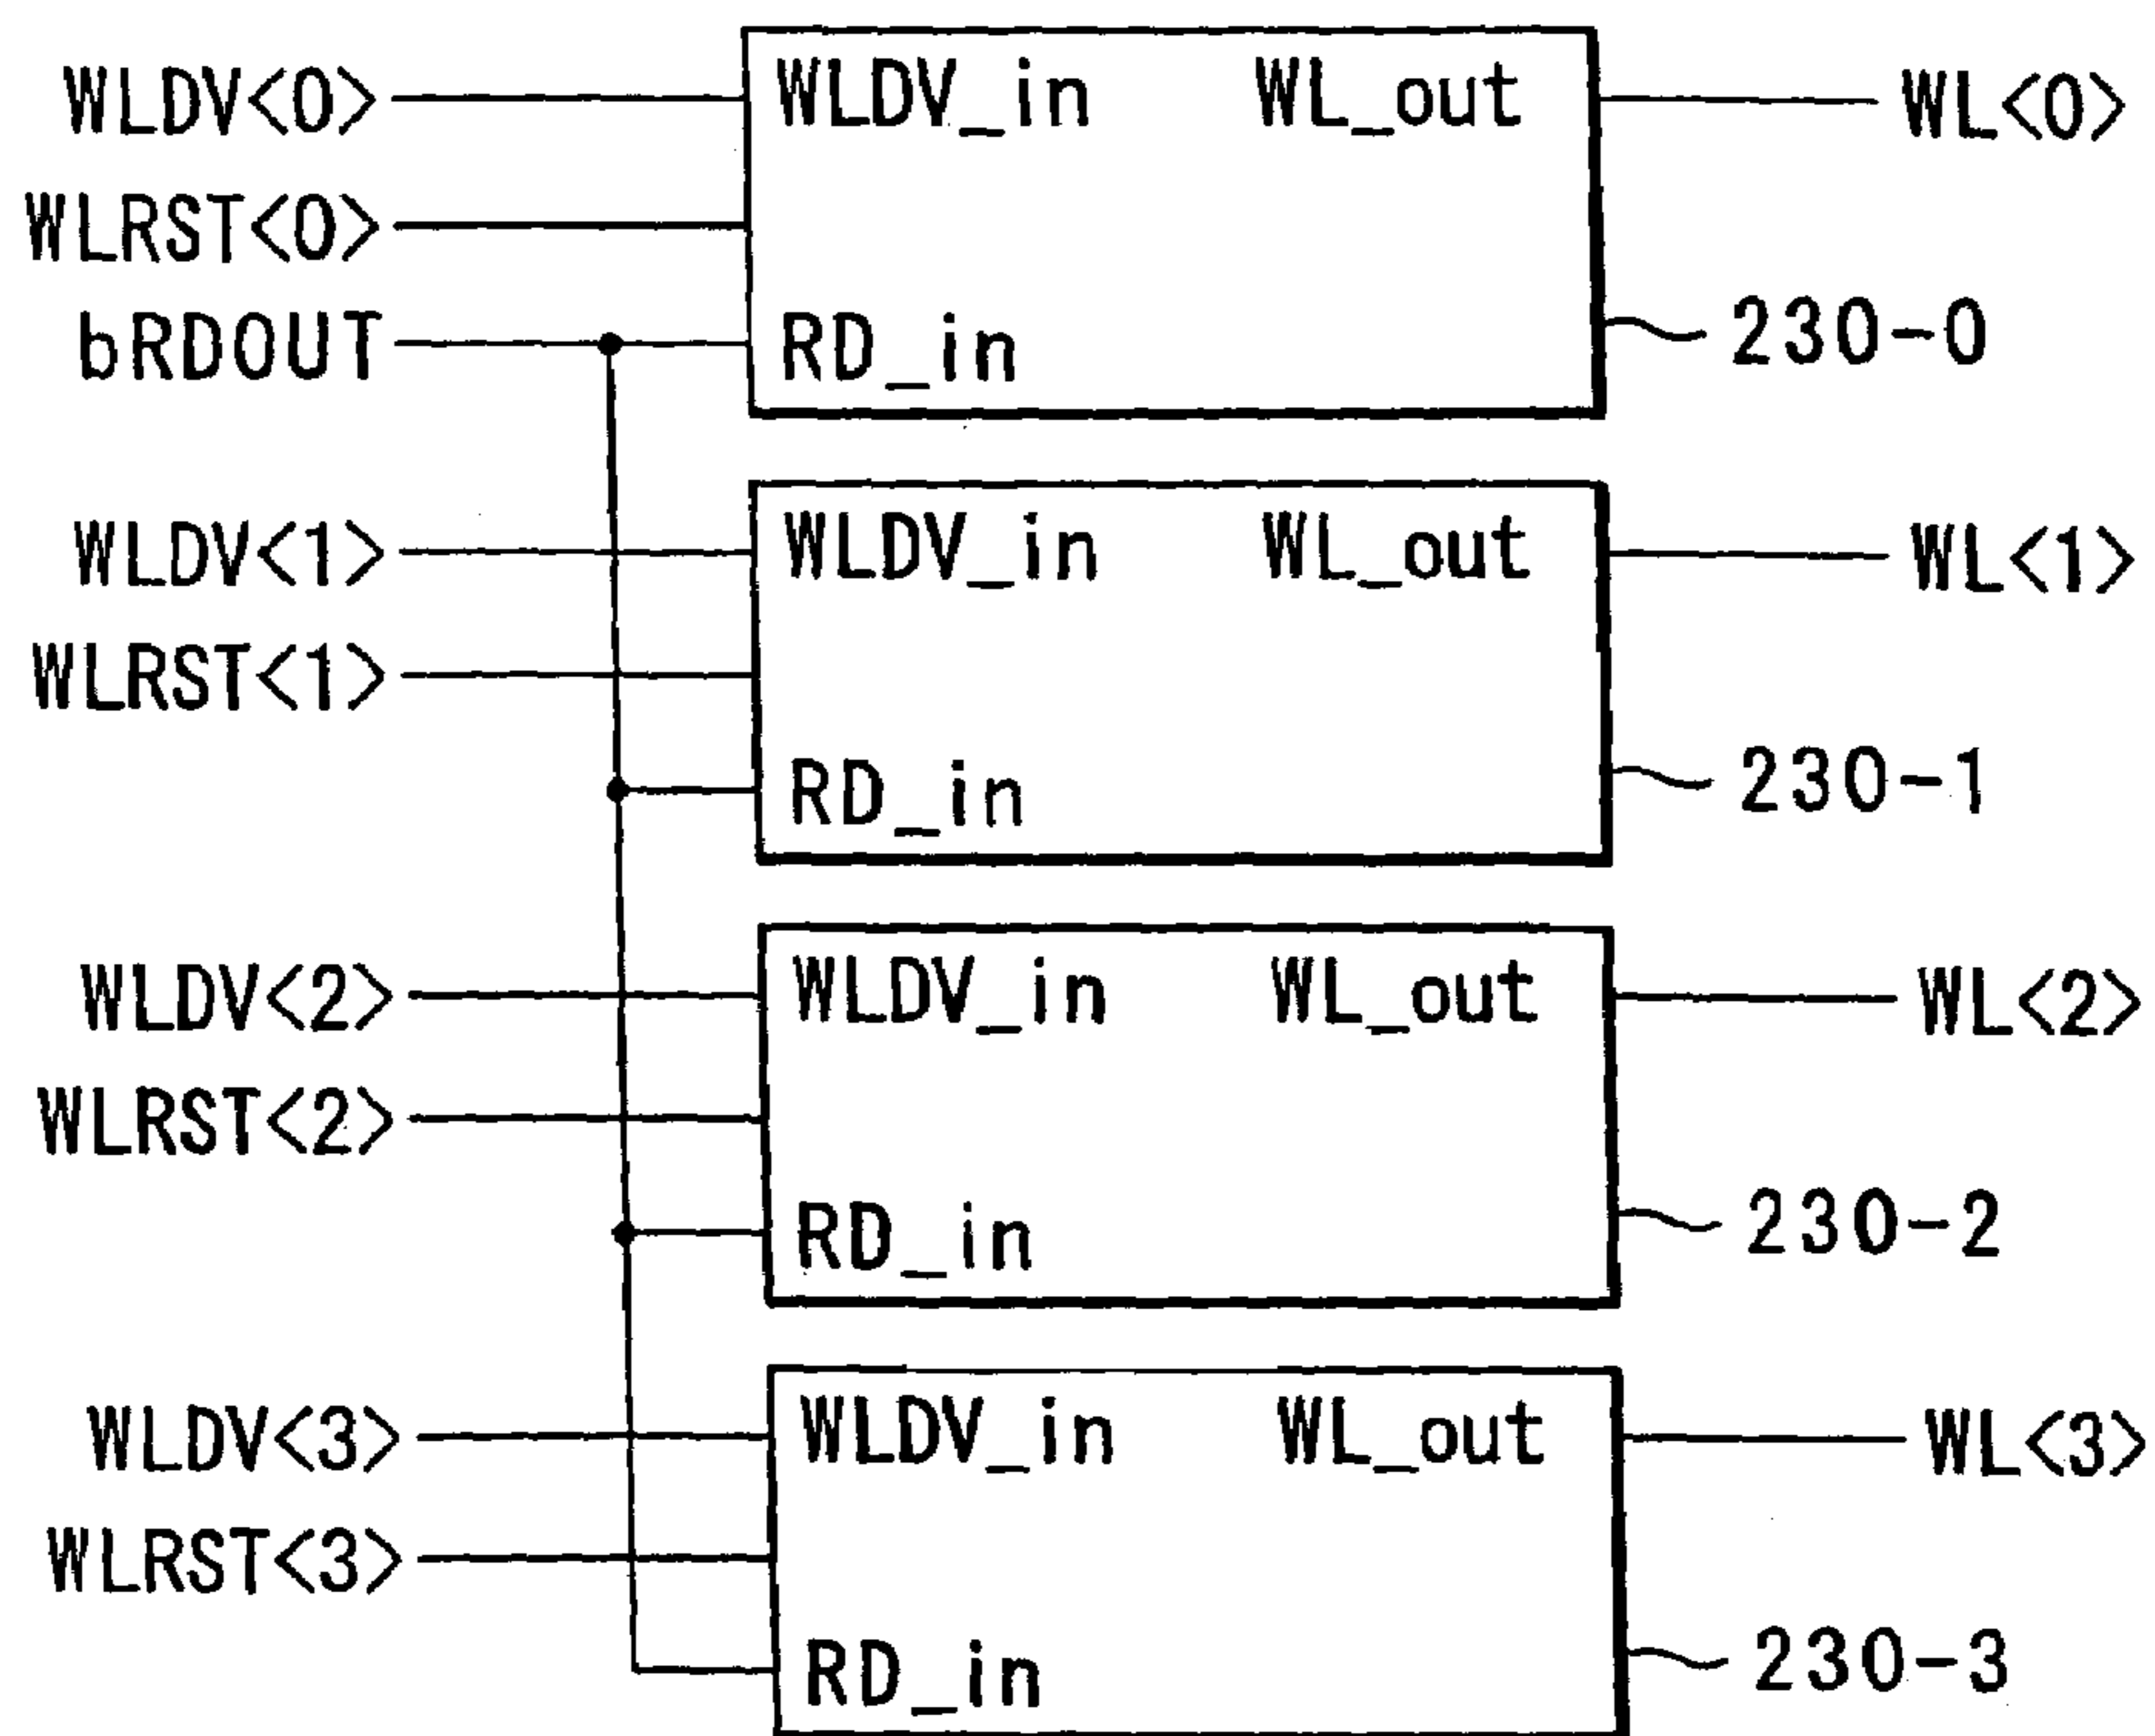 WLDV<0> WLDV_in WL_out WL<0>
WLRST<0>
bRDOUT RD_in 230-0
WLDV<1> WLDV_in WL_out WL<1>
WLRST<1>
RD_in 230-1
WLDV<2> WLDV_in WL_out WL<2>
WLRST<2>
RD_in 230-2
WLDV<3> WLDV_in WL_out WL<3>
WLRST<3>
RD_in 230-3